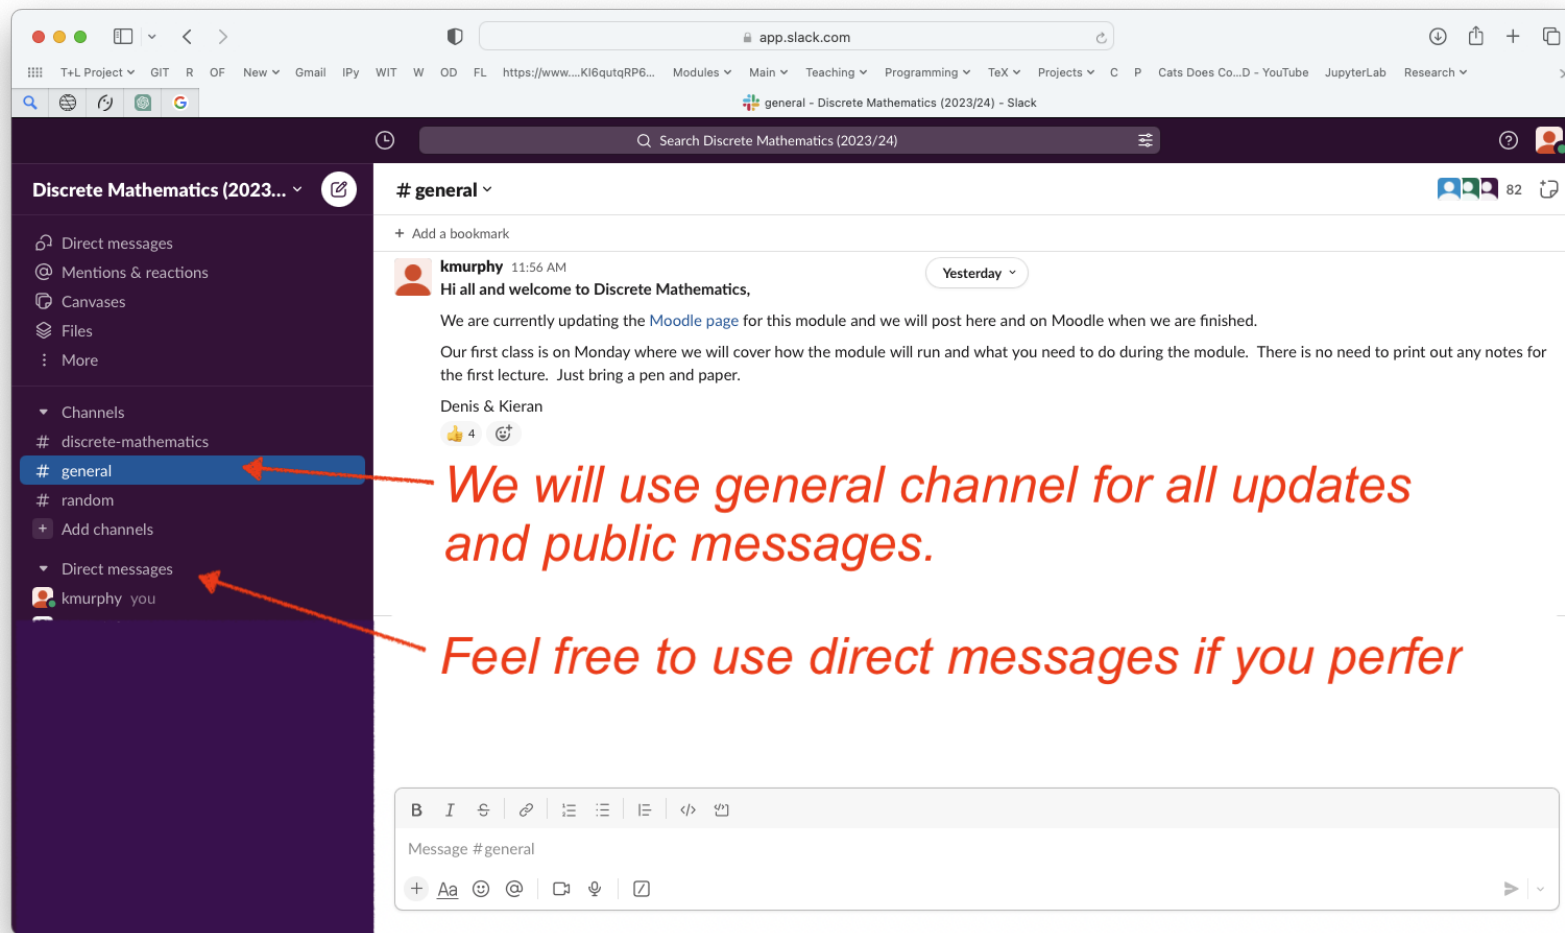 app.slack.com
T+L Project GIT R OF New Gmail IPy WIT W OD FL https://www....KI6qutqRP6... Modules Main Teaching Programming TeX Projects C P Cats Does Co...D - YouTube JupyterLab Research
G
general - Discrete Mathematics (2023/24) - Slack
Search Discrete Mathematics (2023/24)
Discrete Mathematics (2023...
Direct messages
Mentions & reactions
Canvases
Files
More
Channels
# discrete-mathematics
# general
# random
+ Add channels
Direct messages
kmurphy you
# general
82
+ Add a bookmark
kmurphy 11:56 AM
Yesterday
Hi all and welcome to Discrete Mathematics,
We are currently updating the Moodle page for this module and we will post here and on Moodle when we are finished.
Our first class is on Monday where we will cover how the module will run and what you need to do during the module. There is no need to print out any notes for
the first lecture. Just bring a pen and paper.
Denis & Kieran
👍 4
We will use general channel for all updates
and public messages.
Feel free to use direct messages if you perfer
B I S
Message #general
+ Aa @